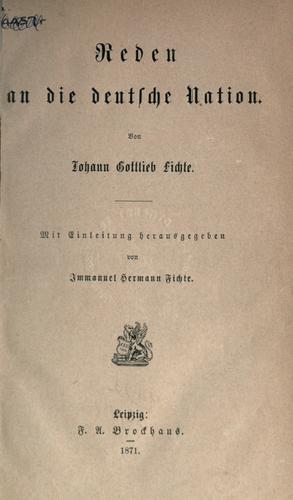 Reden
an die deutsche Nation.
Von
Johann Gottlieb Fichte.
Mit Einleitung herausgegeben
von
Immanuel Hermann Fichte.
Leipzig:
F. A. Brockhaus.
1871.